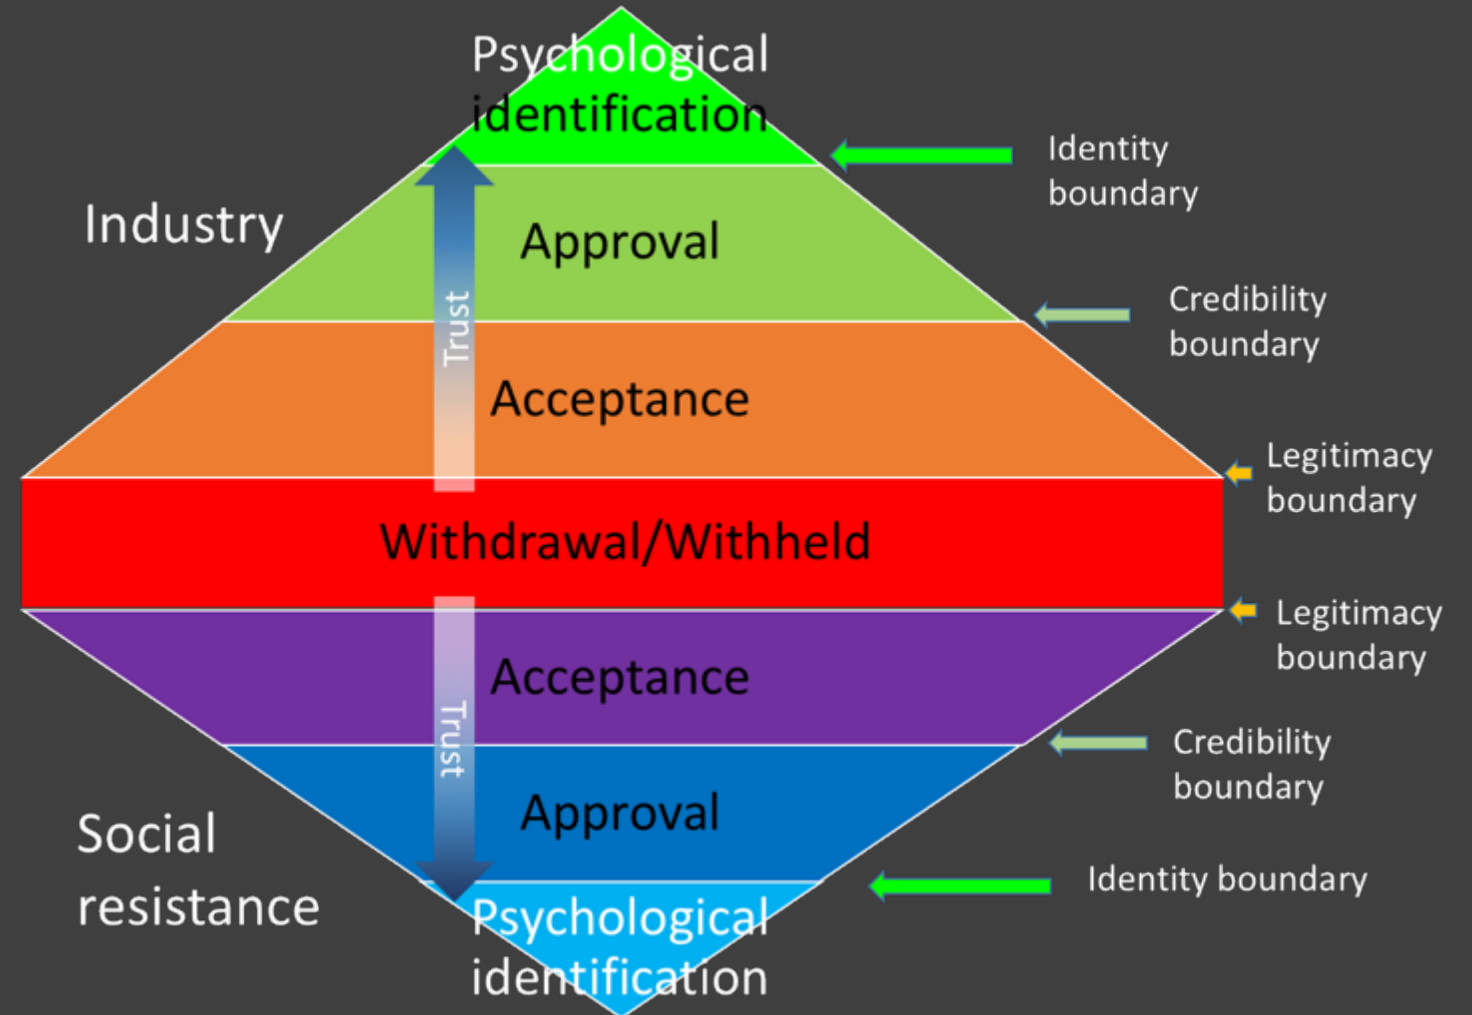 Psychological
identification
Identity
boundary
Industry
Approval
Trust
Credibility
boundary
Acceptance
Legitimacy
boundary
Withdrawal/Withheld
Legitimacy
boundary
Acceptance
Trust
Credibility
boundary
Approval
Social
resistance
Identity boundary
Psychological
identification